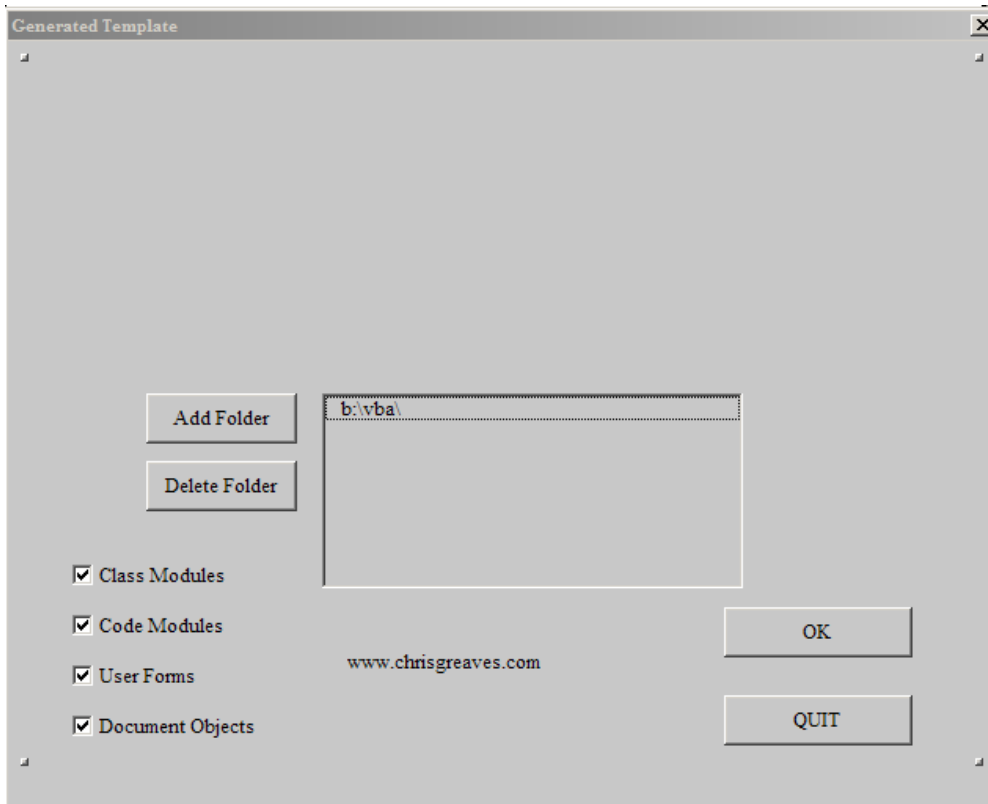 Generated Template
Add Folder
b:\vba\
Delete Folder
Class Modules
Code Modules
OK
www.chrisgreaves.com
User Forms
QUIT
Document Objects